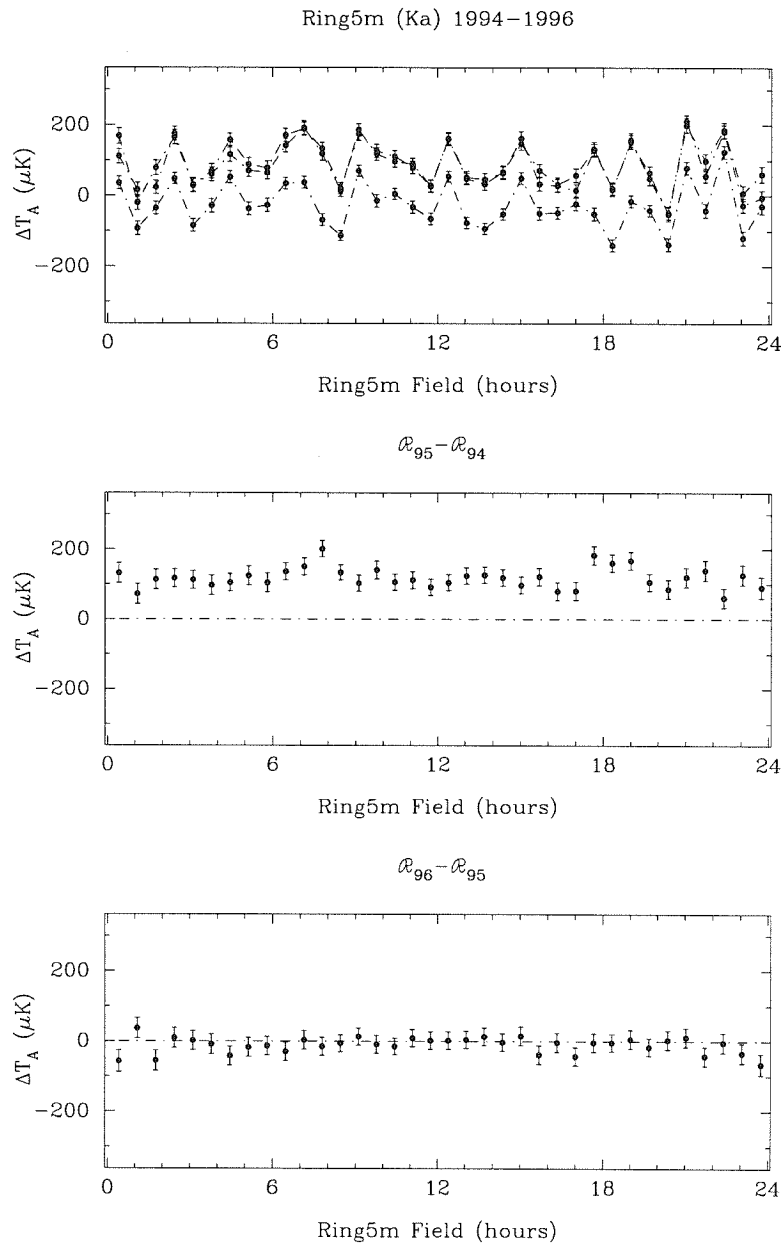 Ring5m (Ka) 1994–1996
ΔT_A (μK)
200
0
−200
0 6 12 18 24
Ring5m Field (hours)
ℛ_95−ℛ_94
ΔT_A (μK)
200
0
−200
0 6 12 18 24
Ring5m Field (hours)
ℛ_96−ℛ_95
ΔT_A (μK)
200
0
−200
0 6 12 18 24
Ring5m Field (hours)